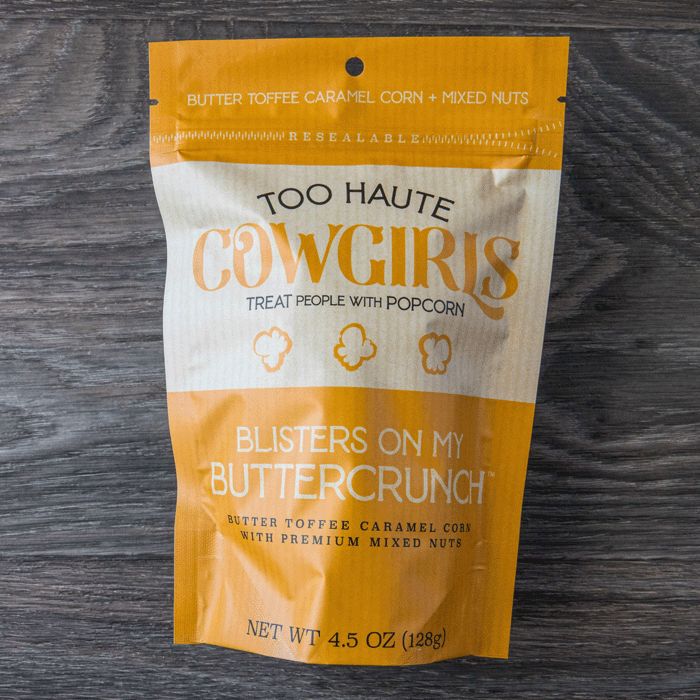 BUTTER TOFFEE CARAMEL CORN + MIXED NUTS
RESEALABLE
TOO HAUTE
COWGIRLS
TREAT PEOPLE WITH POPCORN
BLISTERS ON MY
BUTTERCRUNCH™
BUTTER TOFFEE CARAMEL CORN
WITH PREMIUM MIXED NUTS
NET WT 4.5 OZ (128g)